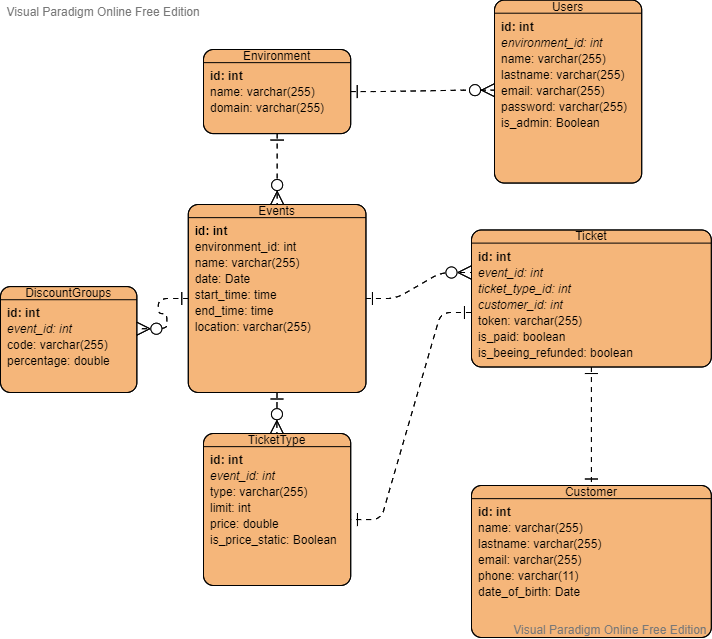 Visual Paradigm Online Free Edition
Users
id: int
environment_id: int
name: varchar(255)
lastname: varchar(255)
email: varchar(255)
password: varchar(255)
is_admin: Boolean
Environment
id: int
name: varchar(255)
domain: varchar(255)
Events
id: int
environment_id: int
name: varchar(255)
date: Date
start_time: time
end_time: time
location: varchar(255)
Ticket
id: int
event_id: int
ticket_type_id: int
customer_id: int
token: varchar(255)
is_paid: boolean
is_beeing_refunded: boolean
DiscountGroups
id: int
event_id: int
code: varchar(255)
percentage: double
TicketType
id: int
event_id: int
type: varchar(255)
limit: int
price: double
is_price_static: Boolean
Customer
id: int
name: varchar(255)
lastname: varchar(255)
email: varchar(255)
phone: varchar(11)
date_of_birth: Date
Visual Paradigm Online Free Edition